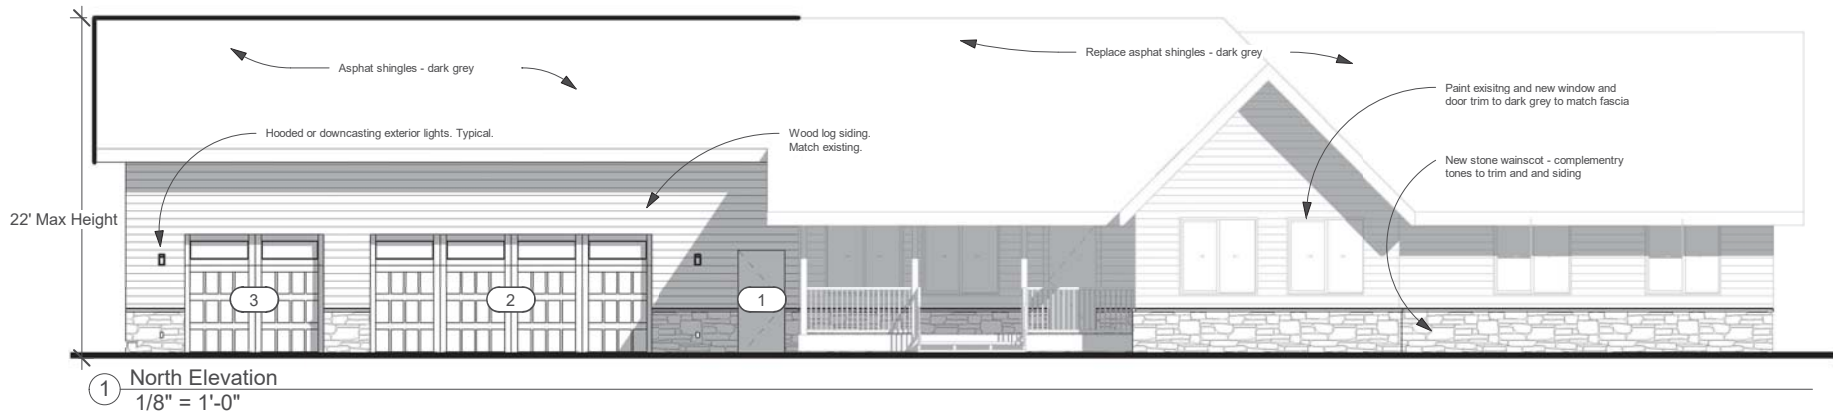 Asphat shingles - dark grey
Replace asphat shingles - dark grey
Paint exisitng and new window and
door trim to dark grey to match fascia
Hooded or downcasting exterior lights. Typical.
Wood log siding.
Match existing.
New stone wainscot - complementry
tones to trim and and siding
22' Max Height
3
2
1
1
North Elevation
1/8" = 1'-0"